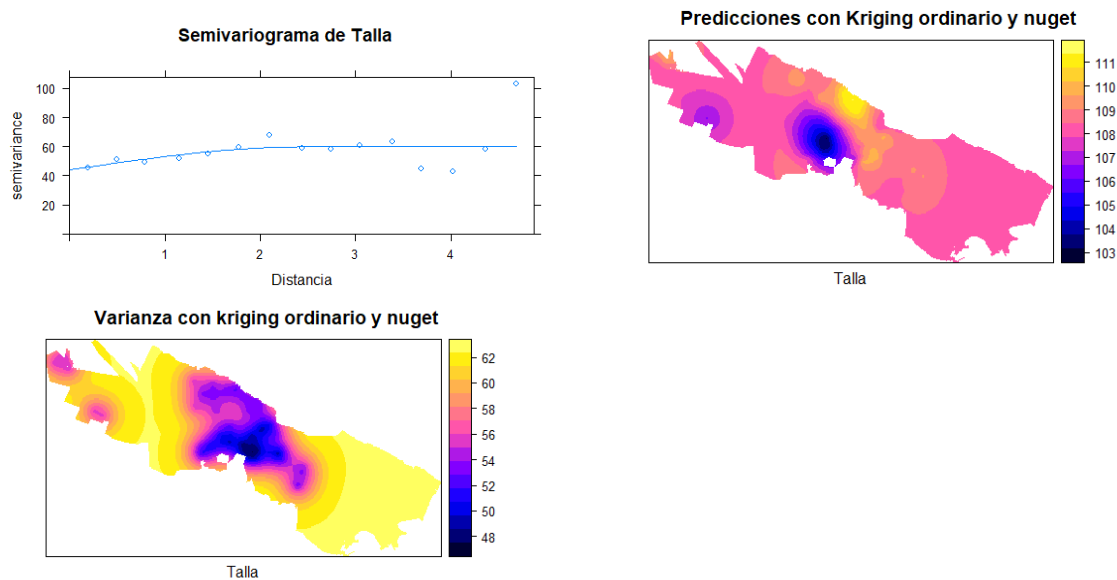 Semivariograma de Talla
semivariance
100
80
60
40
20
1 2 3 4
Distancia
Predicciones con Kriging ordinario y nuget
111
110
109
108
107
106
105
104
103
Talla
Varianza con kriging ordinario y nuget
62
60
58
56
54
52
50
48
Talla